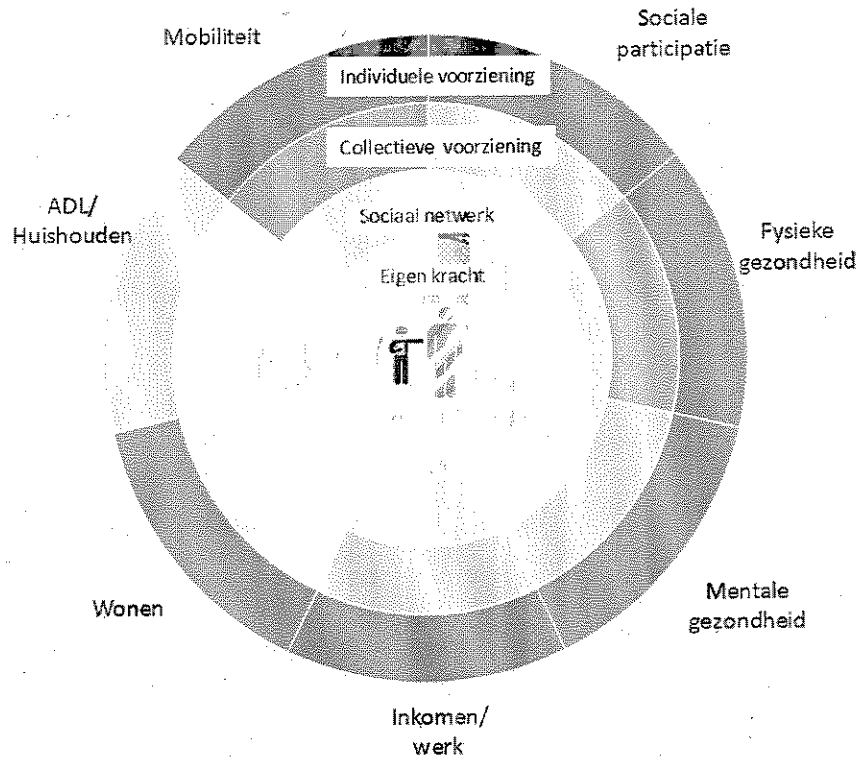 Mobiliteit
Sociale
participatie
Individuele voorziening
Collectieve voorziening
Sociaal netwerk
Eigen kracht
ADL/
Huishouden
Fysieke
gezondheid
Wonen
Mentale
gezondheid
Inkomen/
werk